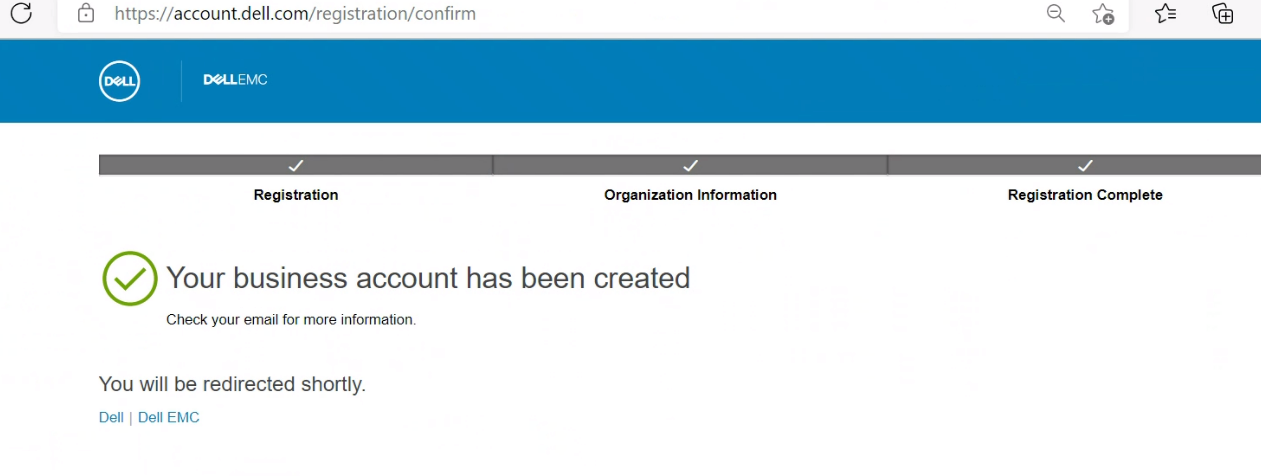 https://account.dell.com/registration/confirm
DELL DELLEMC
Registration Organization Information Registration Complete
Your business account has been created
Check your email for more information.
You will be redirected shortly.
Dell | Dell EMC